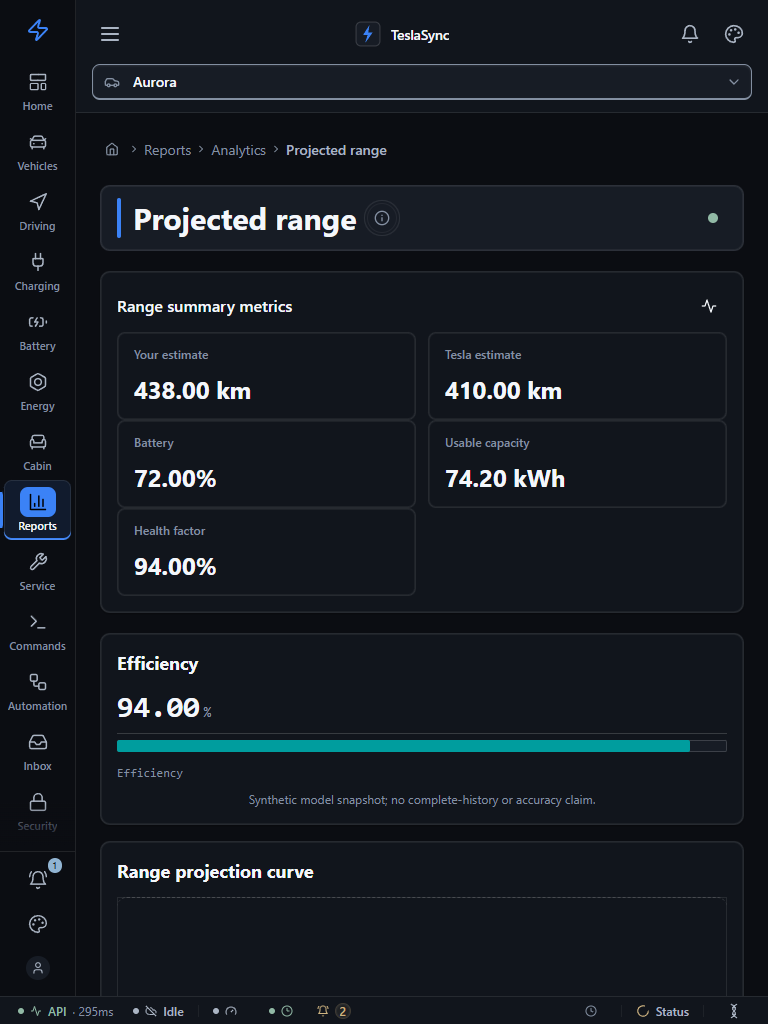 TeslaSync
Aurora
Home
Vehicles
Driving
Charging
Battery
Energy
Cabin
Reports
Service
Commands
Automation
Inbox
Security
1
Reports
Analytics
Projected range
Projected range
Range summary metrics
Your estimate
438.00 km
Tesla estimate
410.00 km
Battery
72.00%
Usable capacity
74.20 kWh
Health factor
94.00%
Efficiency
94.00 %
Efficiency
Synthetic model snapshot; no complete-history or accuracy claim.
Range projection curve
API · 295ms
Idle
2
Status